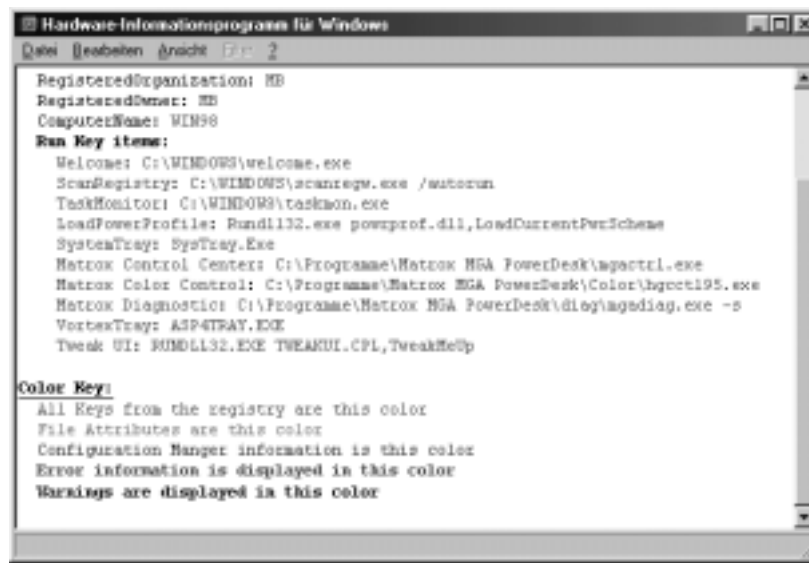 Hardware-Informationsprogramm für Windows
Datei Bearbeiten Ansicht ?
RegisteredOrganization: MB
RegisteredOwner: MB
ComputerName: WIN98
Run Key items:
Welcome: C:\WINDOWS\welcome.exe
ScanRegistry: C:\WINDOWS\scanregw.exe /autorun
TaskMonitor: C:\WINDOWS\taskmon.exe
LoadPowerProfile: Rundll32.exe powrprof.dll,LoadCurrentPwrScheme
SystemTray: SysTray.Exe
Matrox Control Center: C:\Programme\Matrox MGA PowerDesk\mgactrl.exe
Matrox Color Control: C:\Programme\Matrox MGA PowerDesk\Color\hgcctl95.exe
Matrox Diagnostic: C:\Programme\Matrox MGA PowerDesk\diag\mgadiag.exe -s
VortexTray: ASP4TRAY.EXE
Tweak UI: RUNDLL32.EXE TWEAKUI.CPL,TweakMeUp
Color Key:
All Keys from the registry are this color
File Attributes are this color
Configuration Manger information is this color
Error information is displayed in this color
Warnings are displayed in this color